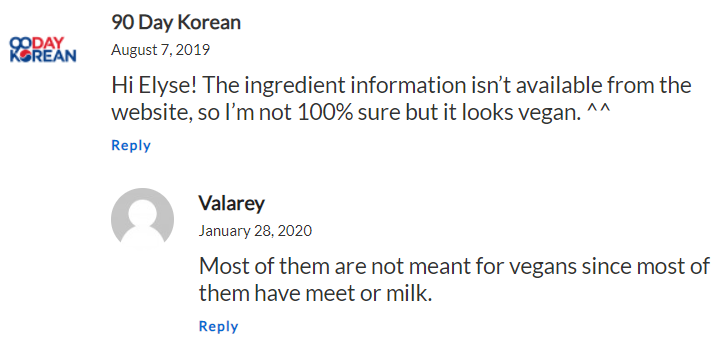 90 Day Korean
90DAY
KOREAN
August 7, 2019
Hi Elyse! The ingredient information isn’t available from the
website, so I’m not 100% sure but it looks vegan. ^^
Reply
Valarey
January 28, 2020
Most of them are not meant for vegans since most of
them have meet or milk.
Reply